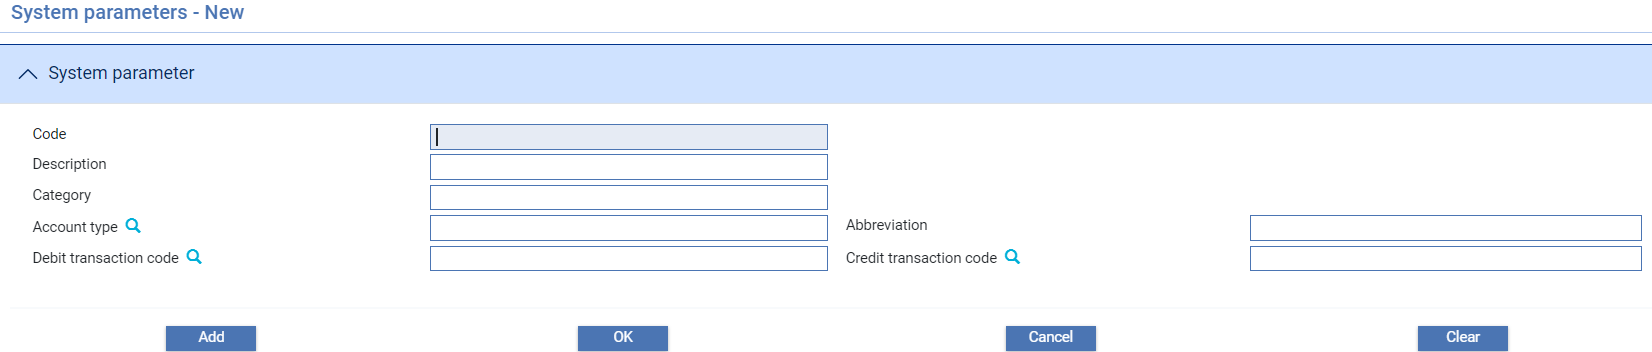 System parameters - New
System parameter
Code
Description
Category
Account type
Abbreviation
Debit transaction code
Credit transaction code
Add
OK
Cancel
Clear